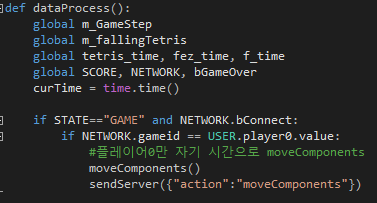 def dataProcess():
    global m_GameStep
    global m_fallingTetris
    global tetris_time, fez_time, f_time
    global SCORE, NETWORK, bGameOver
    curTime = time.time()
    if STATE=="GAME" and NETWORK.bConnect:
        if NETWORK.gameid == USER.player0.value:
            #플레이어0만 자기 시간으로 moveComponents
            moveComponents()
            sendServer({"action":"moveComponents"})